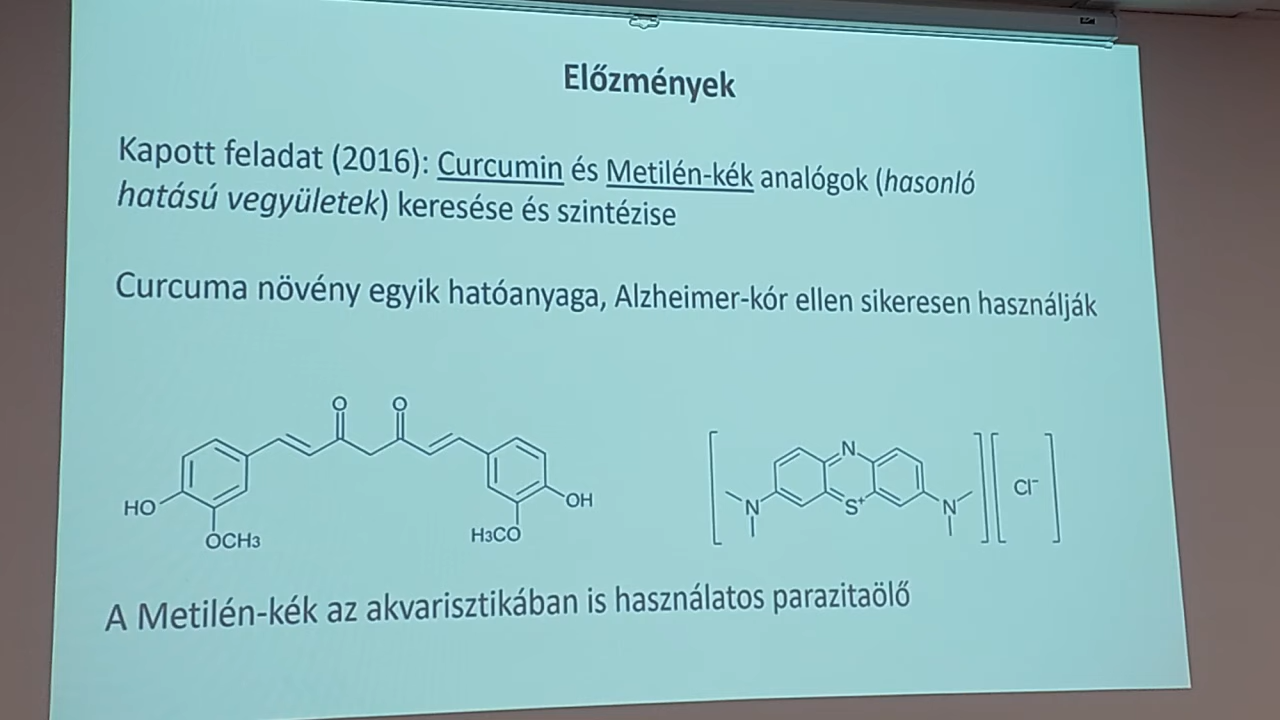 Előzmények
Kapott feladat (2016): Curcumin és Metilén-kék analógok (hasonló
hatású vegyületek) keresése és szintézise
Curcuma növény egyik hatóanyaga, Alzheimer-kór ellen sikeresen használják
O O
HO
OCH3
H3CO
OH
N
N
S+
N
Cl-
A Metilén-kék az akvarisztikában is használatos parazitaölő